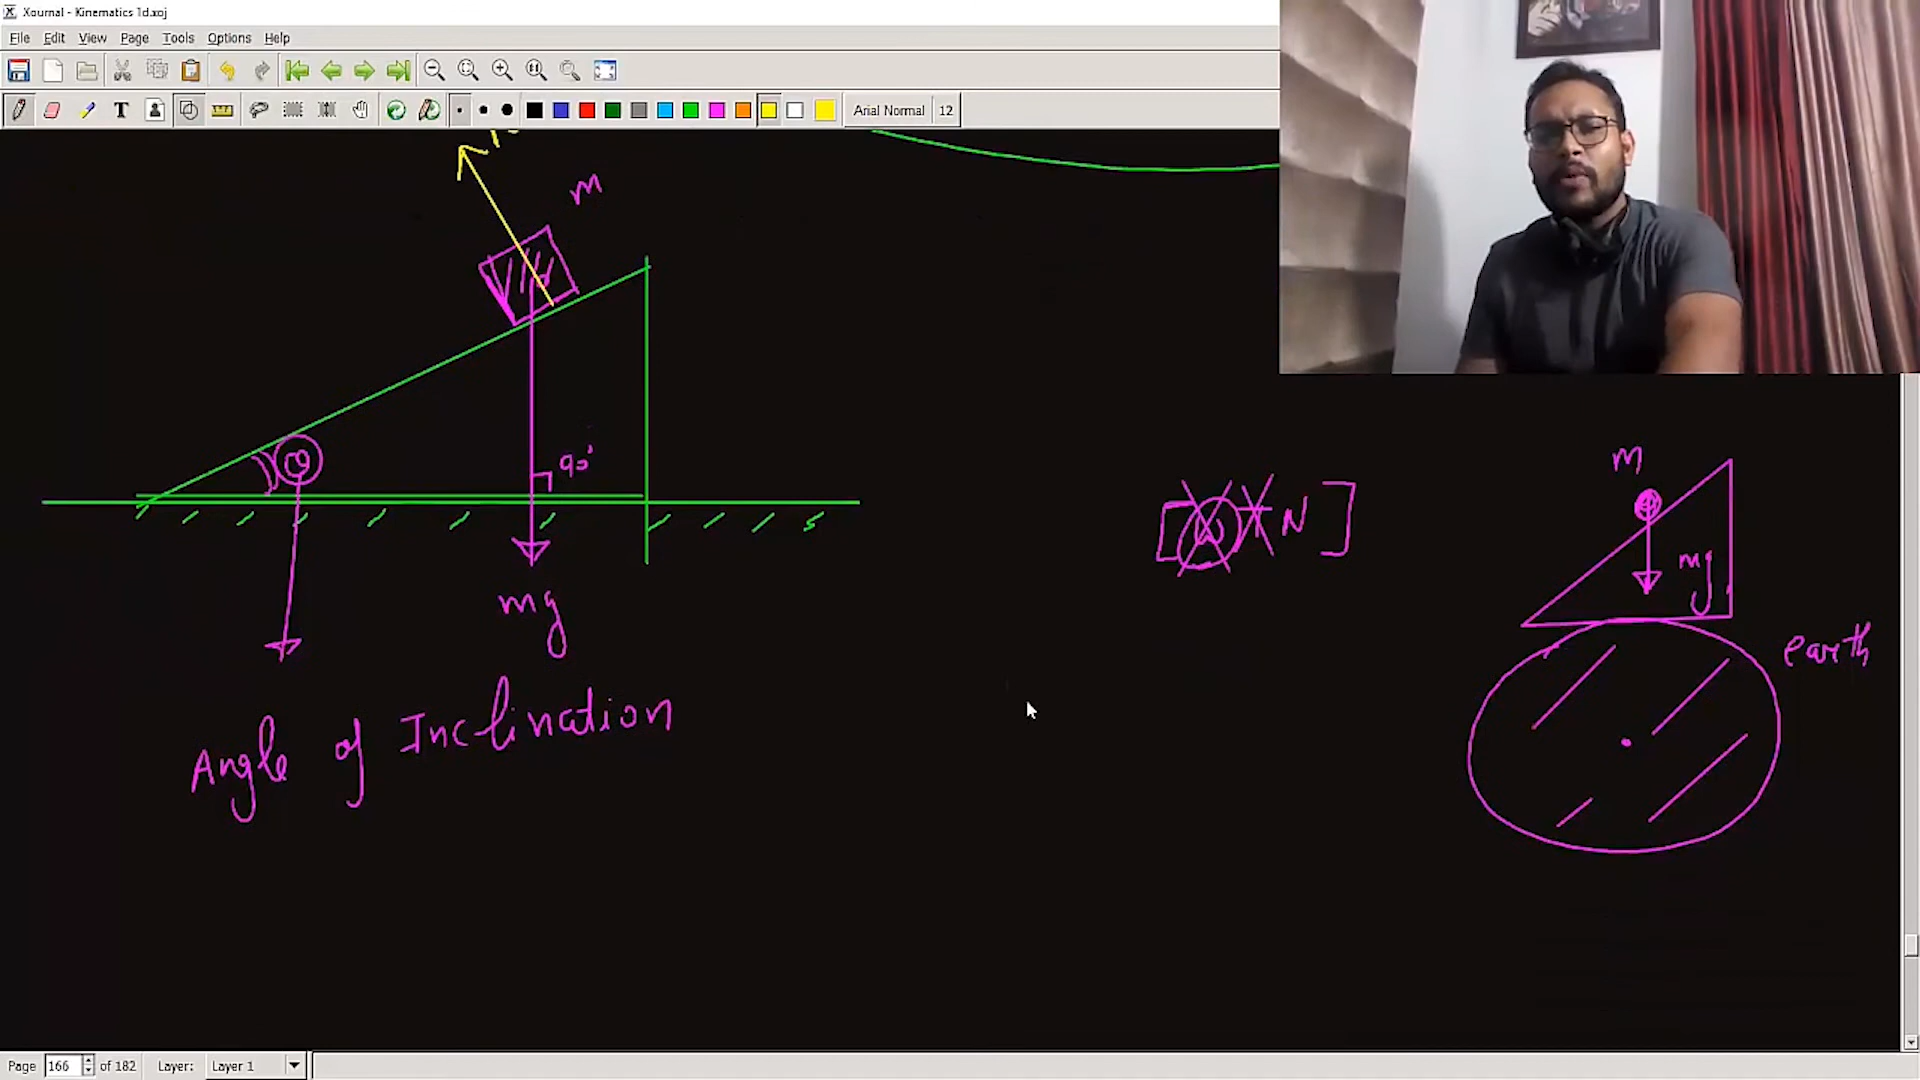 Xournal - Kinematics 1d.xoj
File Edit View Page Tools Options Help
Arial Normal 12
m
90°
mg
Angle of Inclination
N
m
mg
earth
Page 166 of 182 Layer: Layer 1